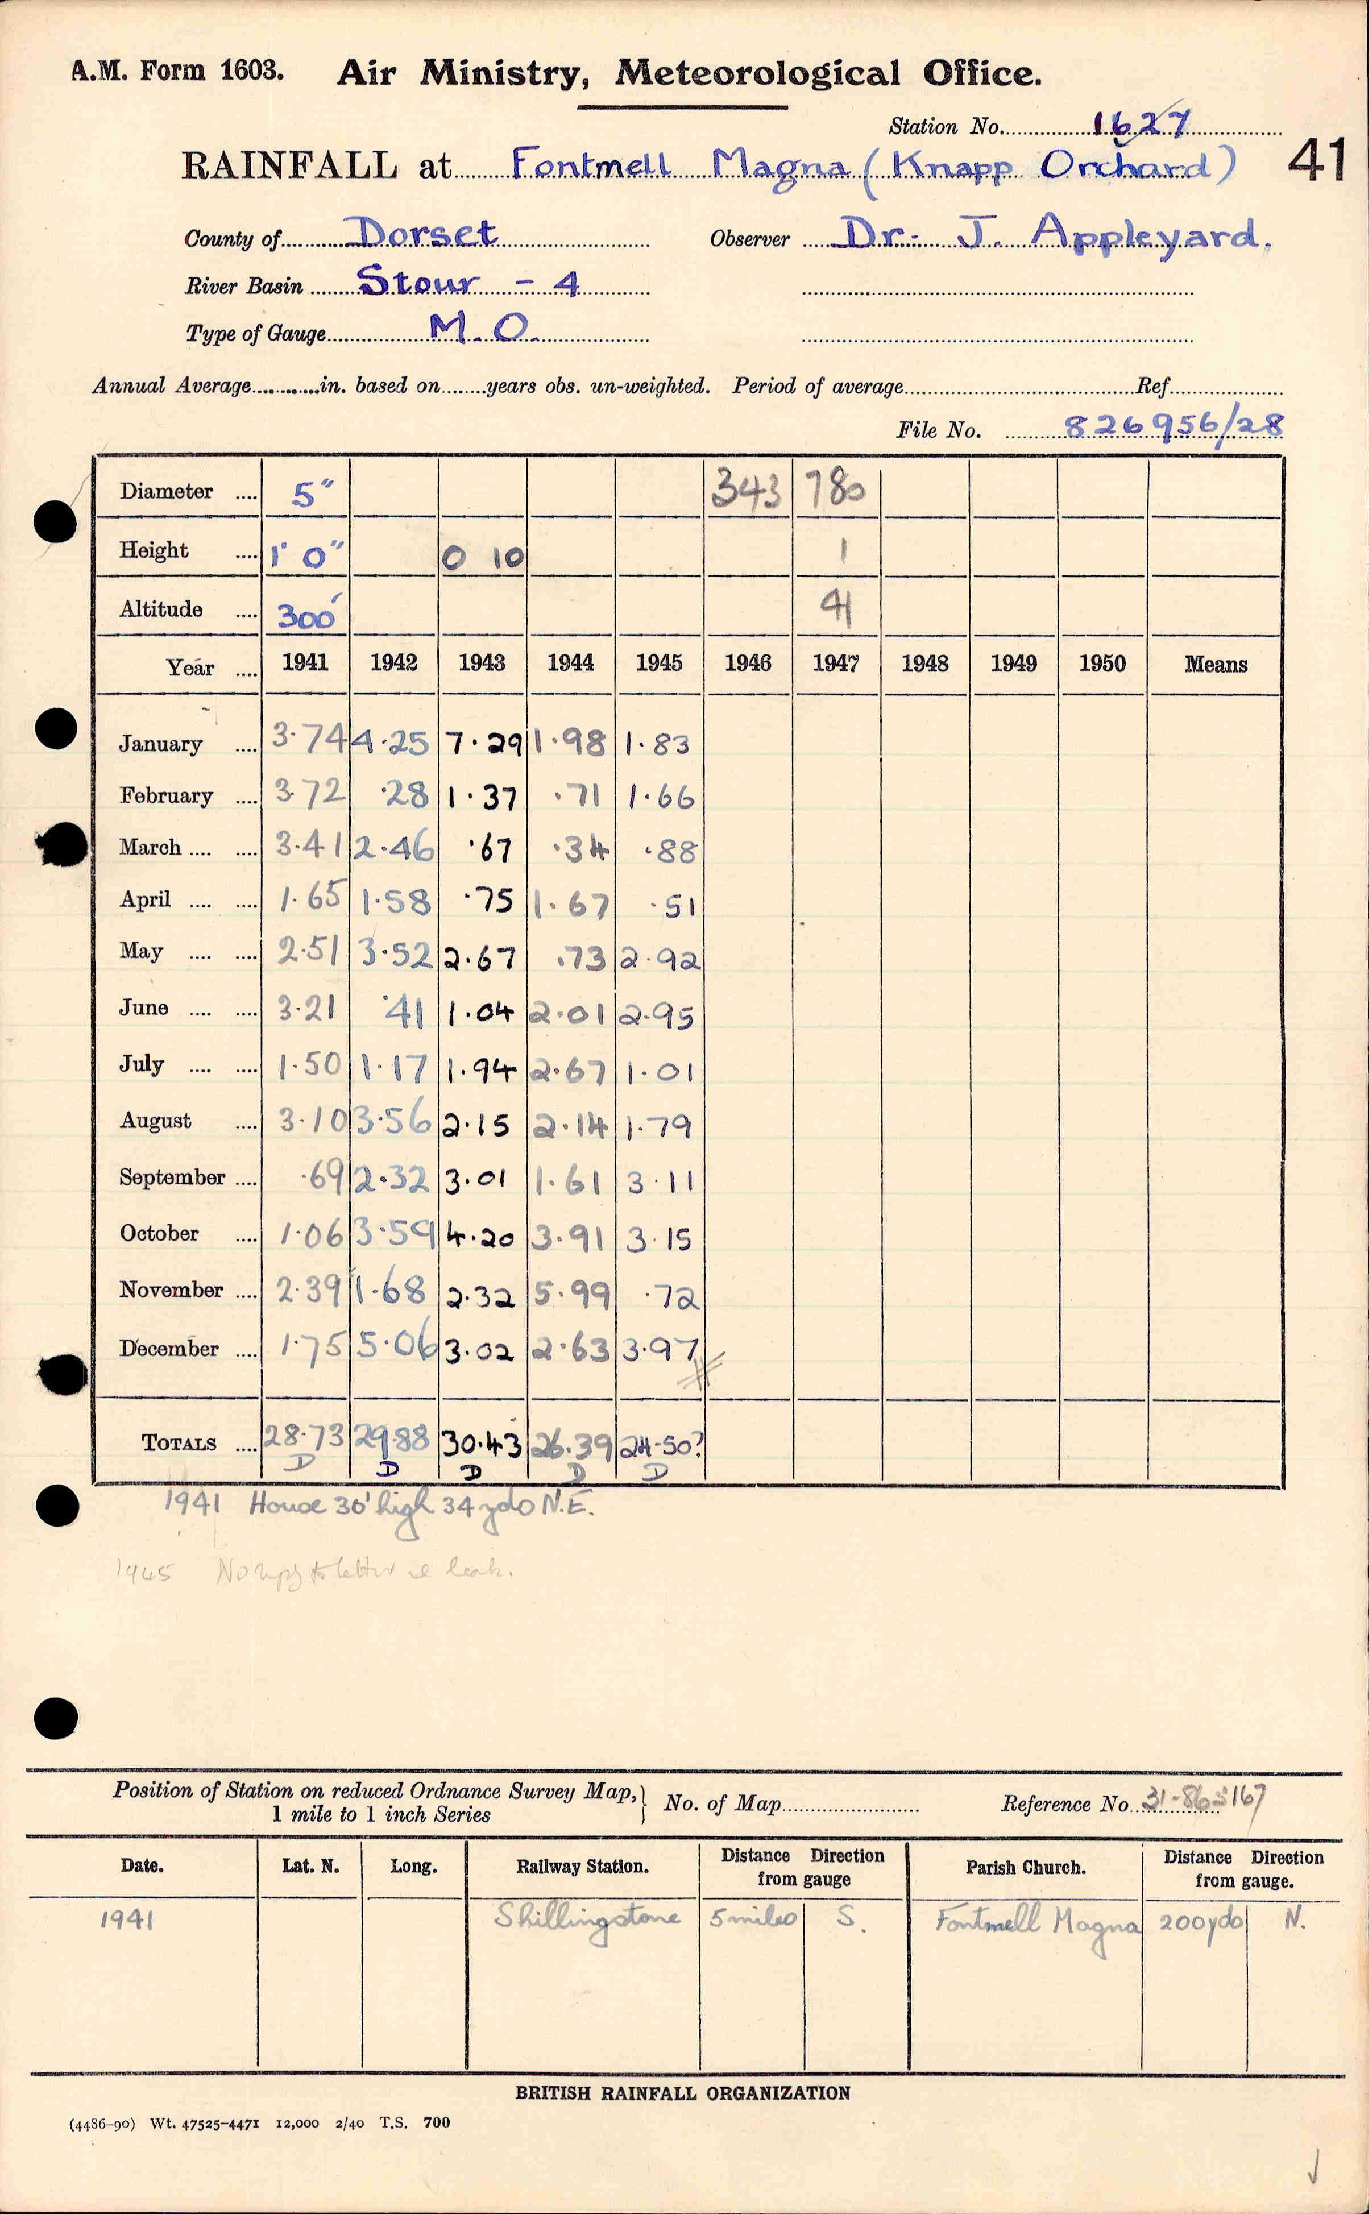 A.M. Form 1603. Air Ministry, Meteorological Office.
Station No. 1627
RAINFALL at Fontmell Magna (Knapp Orchard) 41
County of Dorset Observer Dr. J. Appleyard.
River Basin Stour - 4
Type of Gauge M.O.
Annual Average............in. based on.......years obs. un-weighted. Period of average............Ref............
File No. 826956/28
Diameter .... 5" 343 780
Height .... 1' 0" 0 10 1
Altitude .... 300' 41
Year .... 1941 1942 1943 1944 1945 1946 1947 1948 1949 1950 Means
January .... 3.74 4.25 7.29 1.98 1.83
February .... 3.72 .28 1.37 .71 1.66
March .... .... 3.41 2.46 .67 .34 .88
April .... .... 1.65 1.58 .75 1.67 .51
May .... .... 2.51 3.52 2.67 .73 2.92
June .... .... 3.21 .41 1.04 2.01 2.95
July .... .... 1.50 1.17 1.94 2.67 1.01
August .... 3.10 3.56 2.15 2.14 1.79
September .... .69 2.32 3.01 1.61 3.11
October .... 1.06 3.59 4.20 3.91 3.15
November .... 2.39 1.68 2.32 5.99 .72
December .... 1.75 5.06 3.02 2.63 3.97
TOTALS .... 28.73 29.88 30.43 26.39 24.50?
D D D D D
1941 House 30' high 34 yds N.E.
1945 No reply to letter
Position of Station on reduced Ordnance Survey Map,} No. of Map............ Reference No. 31-863167
1 mile to 1 inch Series
Date. Lat. N. Long. Railway Station. Distance Direction from gauge Parish Church. Distance Direction from gauge.
1941 Shillingstone 5 miles S. Fontmell Magna 200 yds N.
BRITISH RAINFALL ORGANIZATION
(4486-90) Wt. 47525-4471 12,000 2/40 T.S. 700